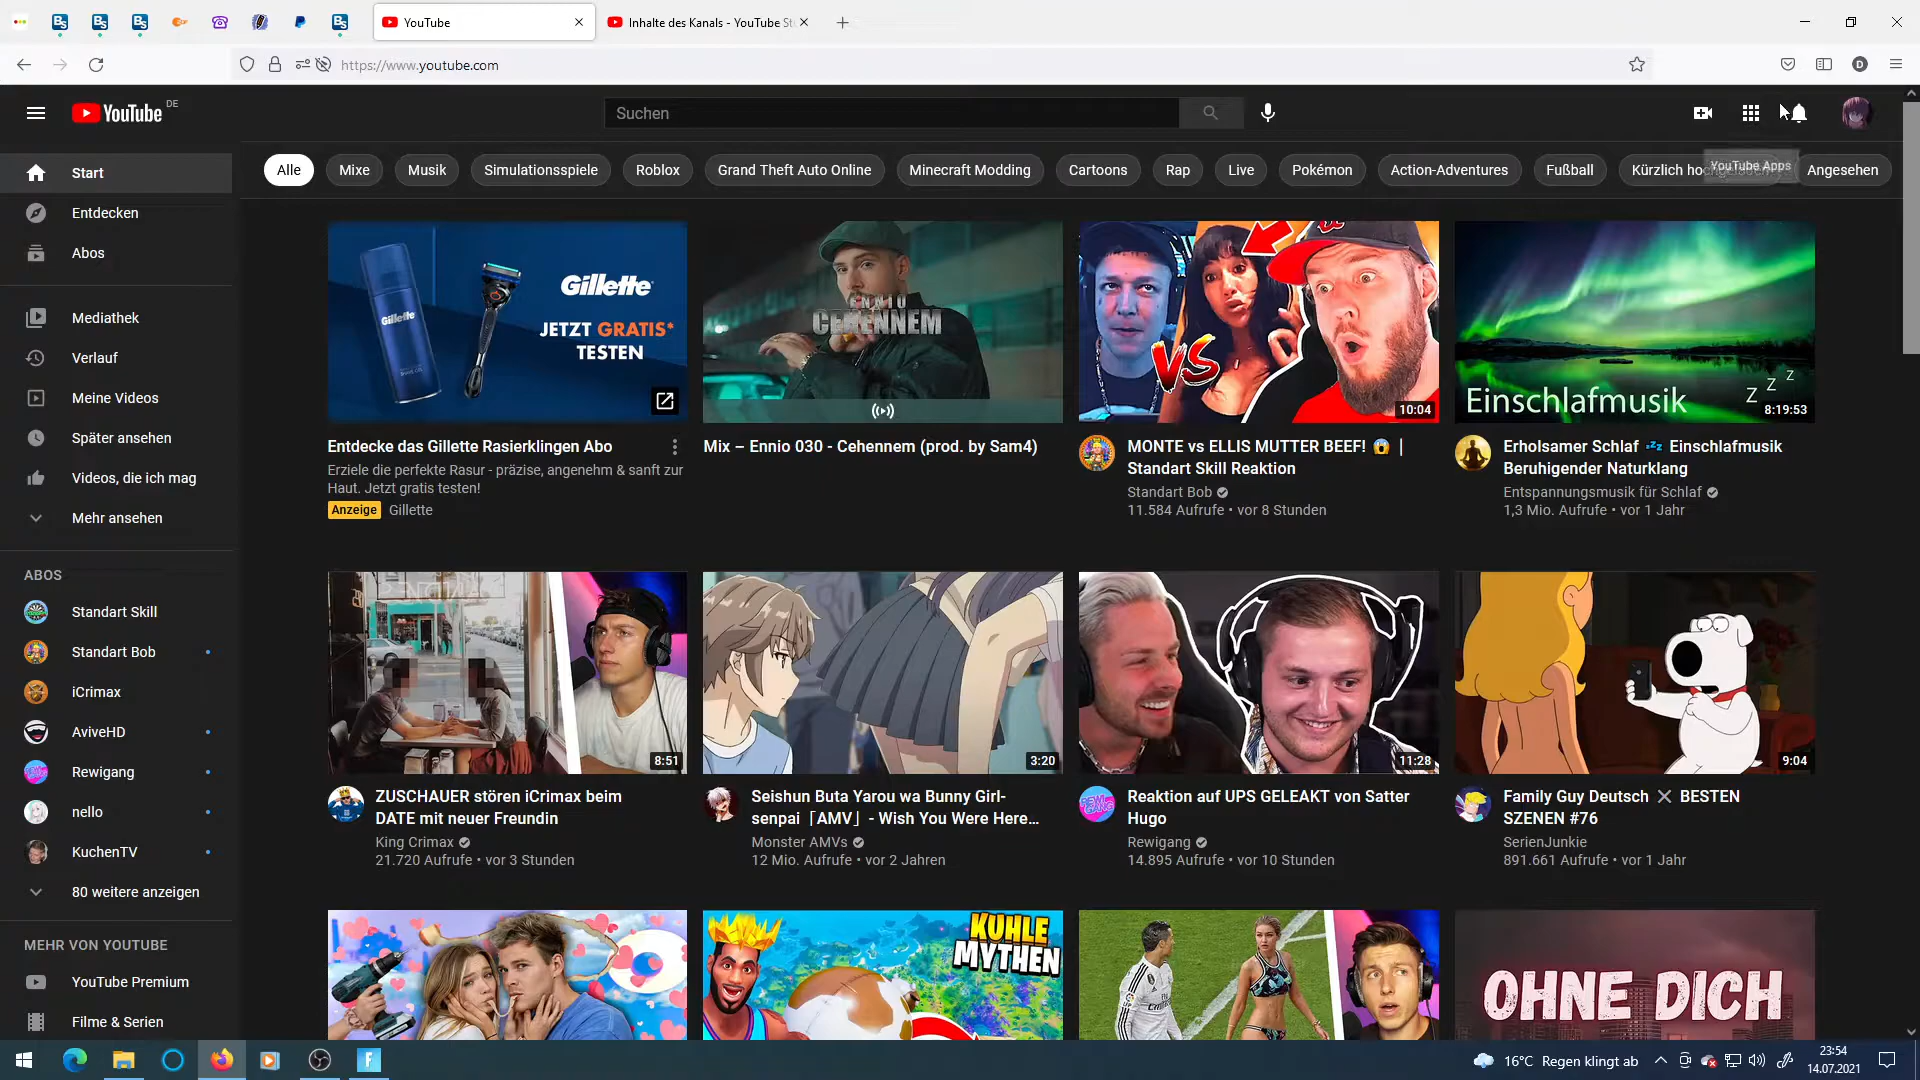 YouTube
Inhalte des Kanals - YouTube St
https://www.youtube.com
YouTube DE
Suchen
Alle
Mixe
Musik
Simulationsspiele
Roblox
Grand Theft Auto Online
Minecraft Modding
Cartoons
Rap
Live
Pokémon
Action-Adventures
Fußball
Kürzlich ho
YouTube Apps
Angesehen
Start
Entdecken
Abos
Mediathek
Verlauf
Meine Videos
Später ansehen
Videos, die ich mag
Mehr ansehen
ABOS
Standart Skill
Standart Bob
iCrimax
AviveHD
Rewigang
nello
KuchenTV
80 weitere anzeigen
MEHR VON YOUTUBE
YouTube Premium
Filme & Serien
Gillette
Gillette
JETZT GRATIS*
TESTEN
Entdecke das Gillette Rasierklingen Abo
Erziele die perfekte Rasur - präzise, angenehm & sanft zur
Haut. Jetzt gratis testen!
Anzeige Gillette
CEHENNEM
Mix – Ennio 030 - Cehennem (prod. by Sam4)
VS
10:04
MONTE vs ELLIS MUTTER BEEF! 😱 |
Standart Skill Reaktion
Standart Bob
11.584 Aufrufe • vor 8 Stunden
Einschlafmusik
Z Z Z
8:19:53
Erholsamer Schlaf 💤 Einschlafmusik
Beruhigender Naturklang
Entspannungsmusik für Schlaf
1,3 Mio. Aufrufe • vor 1 Jahr
8:51
ZUSCHAUER stören iCrimax beim
DATE mit neuer Freundin
King Crimax
21.720 Aufrufe • vor 3 Stunden
3:20
Seishun Buta Yarou wa Bunny Girl-
senpai「AMV」- Wish You Were Here...
Monster AMVs
12 Mio. Aufrufe • vor 2 Jahren
11:28
Reaktion auf UPS GELEAKT von Satter
Hugo
Rewigang
14.895 Aufrufe • vor 10 Stunden
9:04
Family Guy Deutsch ✕ BESTEN
SZENEN #76
SerienJunkie
891.661 Aufrufe • vor 1 Jahr
KUHLE
MYTHEN
OHNE DICH
16°C Regen klingt ab
23:54
14.07.2021